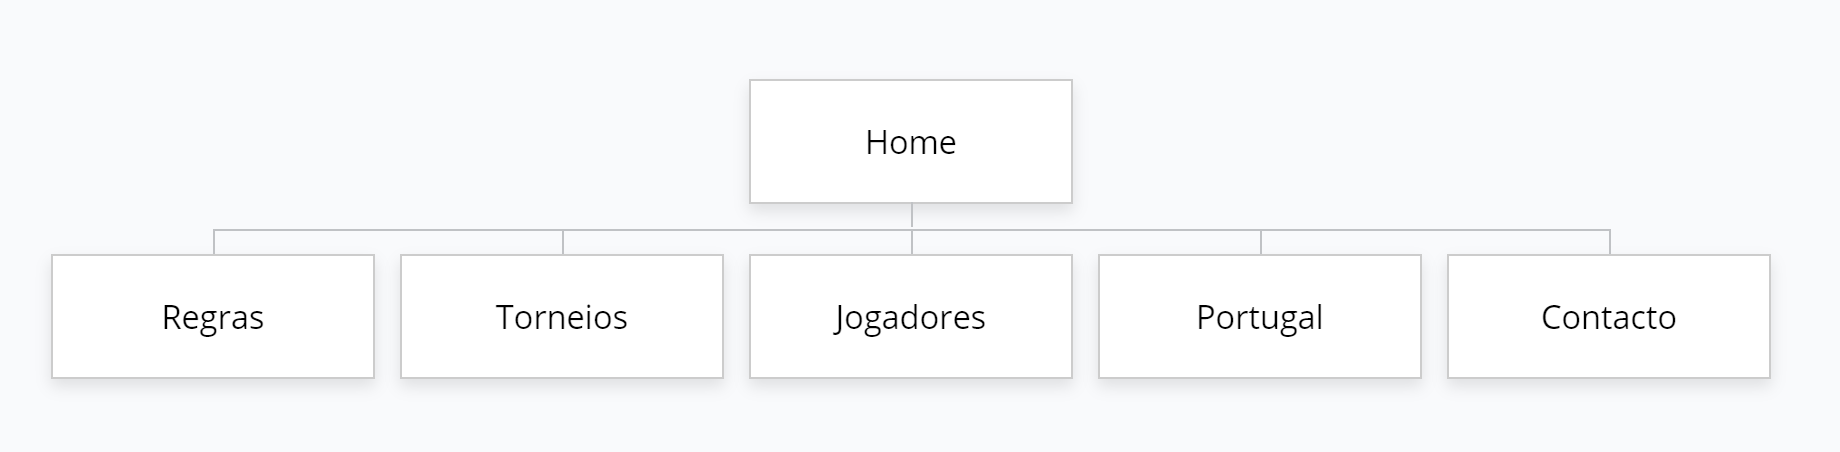 Home
Regras
Torneios
Jogadores
Portugal
Contacto